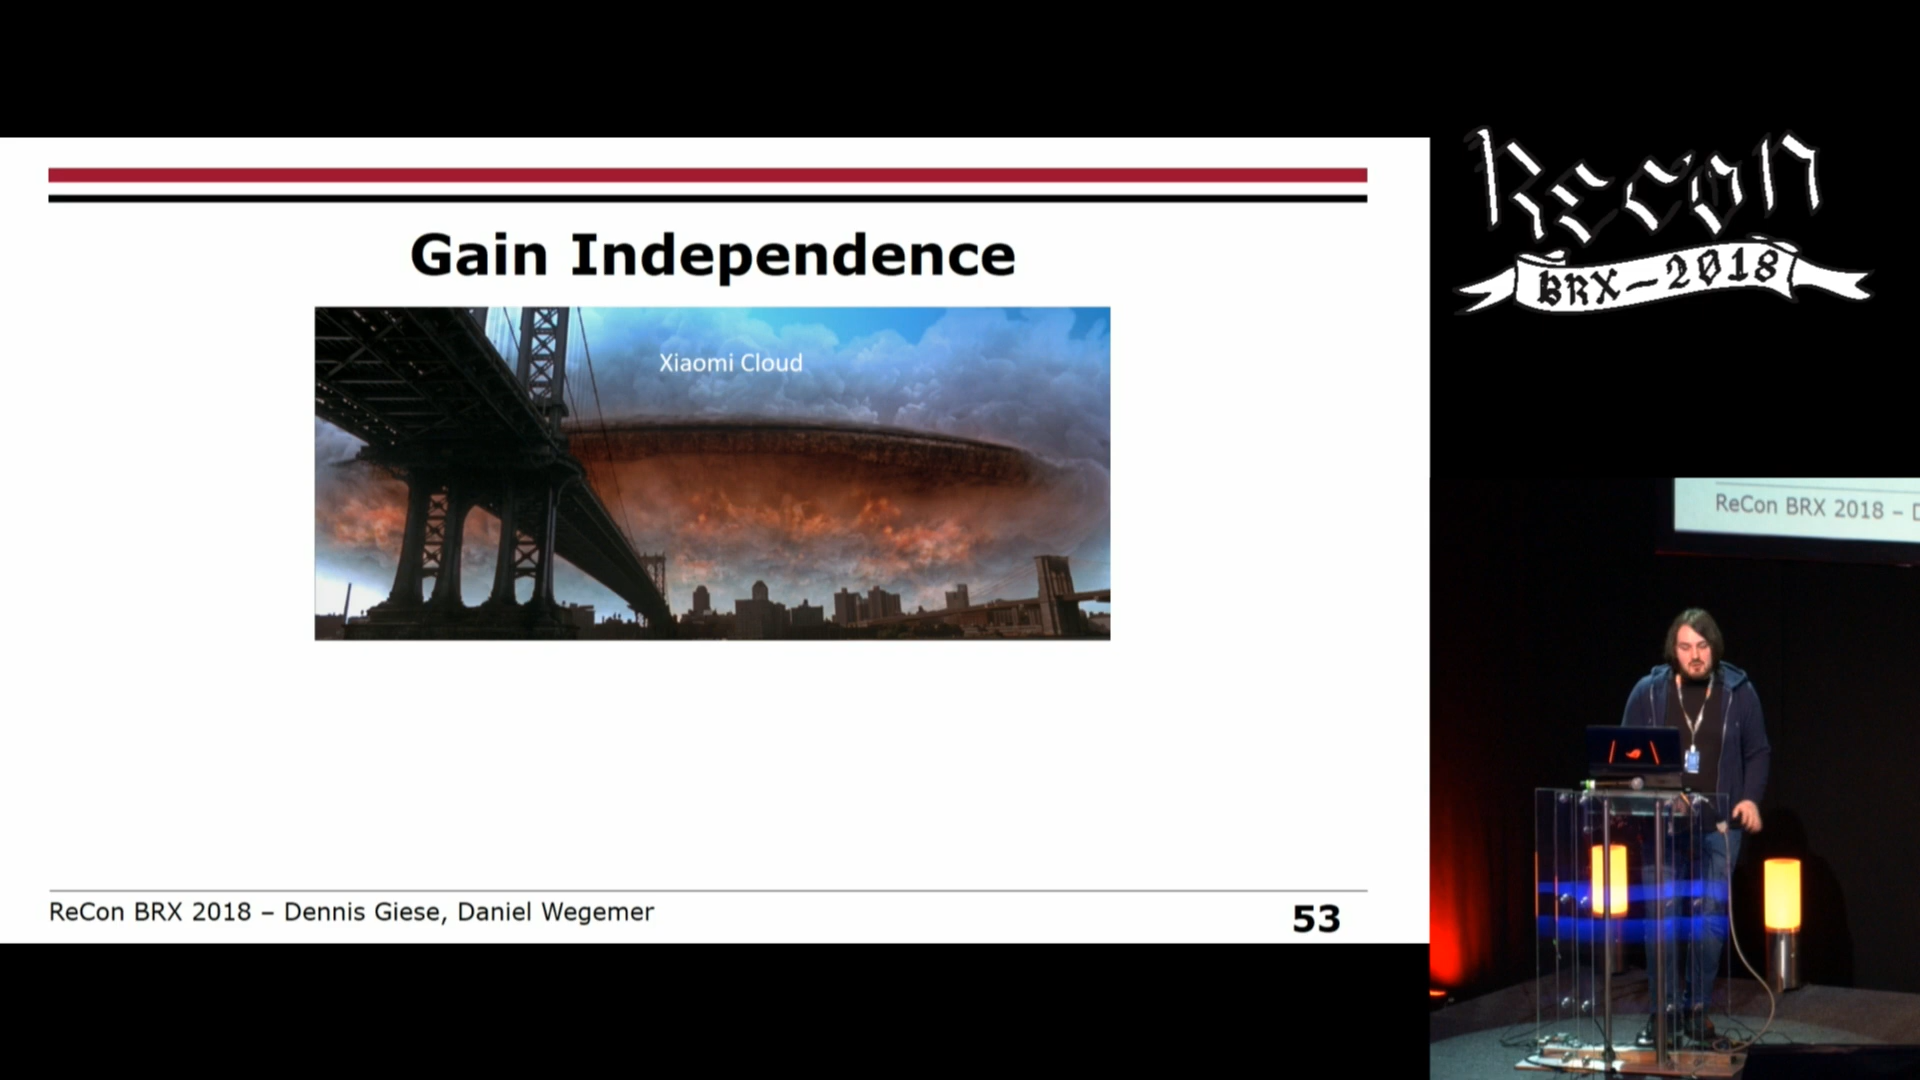 Gain Independence
Xiaomi Cloud
ReCon BRX 2018 – Dennis Giese, Daniel Wegemer
53
Recon
BRX-2018
ReCon BRX 2018 – D